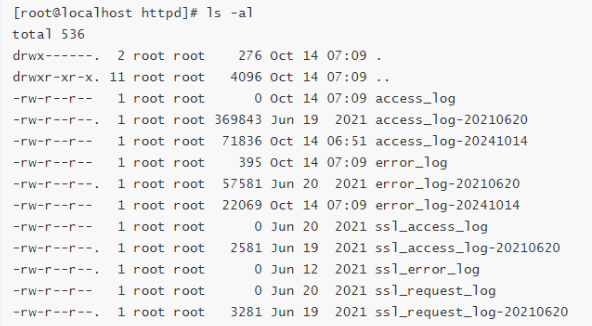 [root@localhost httpd]# ls -al
total 536
drwx------.  2 root root    276 Oct 14 07:09 .
drwxr-xr-x. 11 root root   4096 Oct 14 07:09 ..
-rw-r--r--   1 root root      0 Oct 14 07:09 access_log
-rw-r--r--.  1 root root 369843 Jun 19  2021 access_log-20210620
-rw-r--r--   1 root root  71836 Oct 14 06:51 access_log-20241014
-rw-r--r--   1 root root    395 Oct 14 07:09 error_log
-rw-r--r--.  1 root root  57581 Jun 20  2021 error_log-20210620
-rw-r--r--   1 root root  22069 Oct 14 07:09 error_log-20241014
-rw-r--r--   1 root root      0 Jun 20  2021 ssl_access_log
-rw-r--r--.  1 root root   2581 Jun 19  2021 ssl_access_log-20210620
-rw-r--r--.  1 root root      0 Jun 12  2021 ssl_error_log
-rw-r--r--   1 root root      0 Jun 20  2021 ssl_request_log
-rw-r--r--.  1 root root   3281 Jun 19  2021 ssl_request_log-20210620